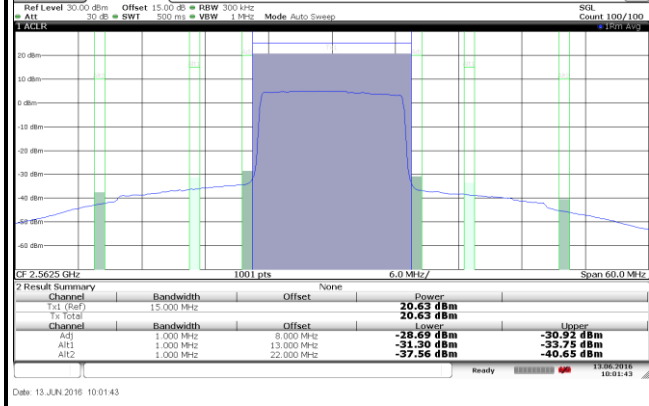 Ref Level 30.00 dBm Offset 15.00 dB RBW 300 kHz SGL
Att 30 dB SWT 500 ms VBW 1 MHz Mode Auto Sweep Count 100/100
1 ACLR 1Rm Avg
20 dBm
10 dBm
0 dBm
-10 dBm
-20 dBm
-30 dBm
-40 dBm
-50 dBm
-60 dBm
CF 2.5625 GHz 1001 pts 6.0 MHz/ Span 60.0 MHz
2 Result Summary None
Channel Bandwidth Offset Power
Tx1 (Ref) 15.000 MHz 20.63 dBm
Tx Total 20.63 dBm
Channel Bandwidth Offset Lower Upper
Adj 1.000 MHz 8.000 MHz -28.69 dBm -30.92 dBm
Alt1 1.000 MHz 13.000 MHz -31.30 dBm -33.75 dBm
Alt2 1.000 MHz 22.000 MHz -37.56 dBm -40.65 dBm
Ready 13.06.2016
10:01:43
Date: 13.JUN.2016 10:01:43